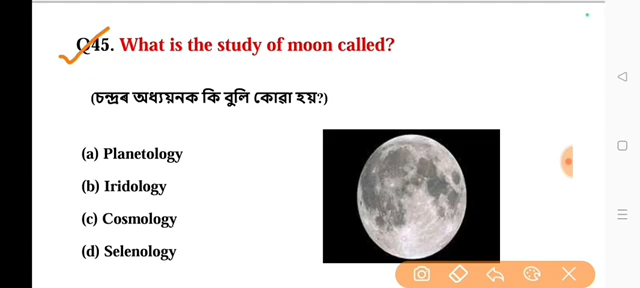 Q45. What is the study of moon called?
(চন্দ্ৰৰ অধ্যয়নক কি বুলি কোৱা হয়?)
(a) Planetology
(b) Iridology
(c) Cosmology
(d) Selenology